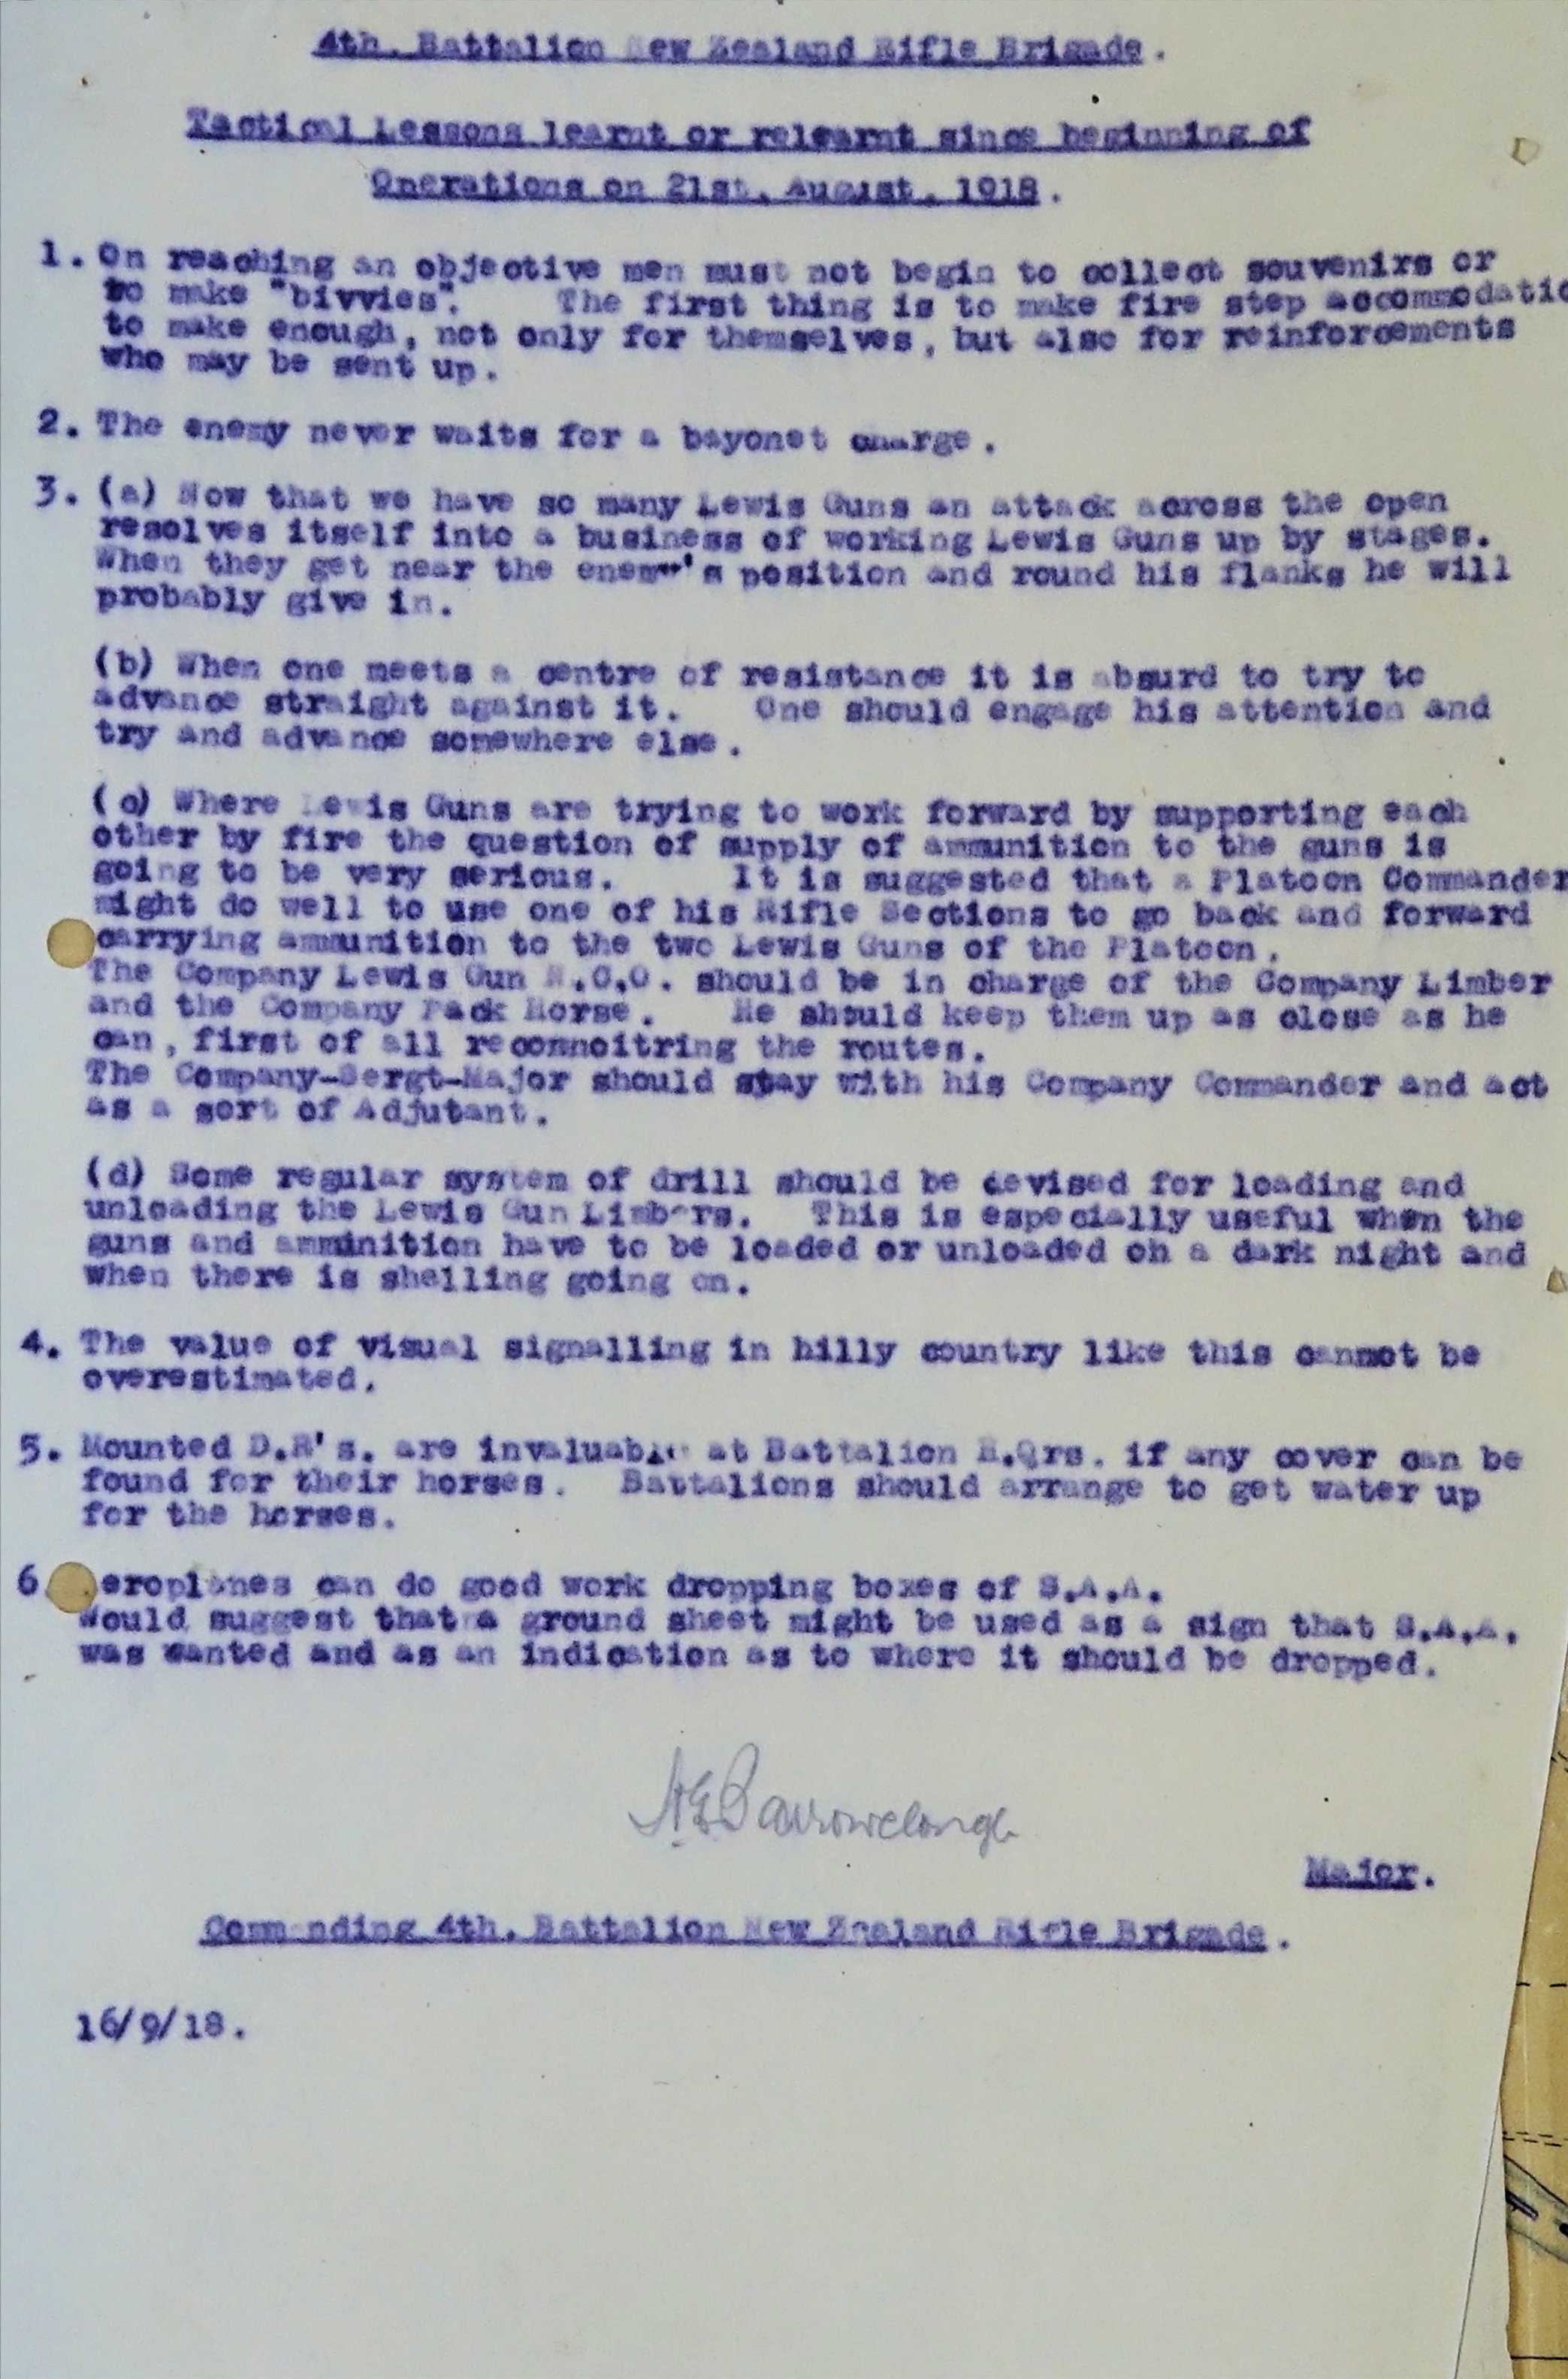 4th. Battalion New Zealand Rifle Brigade.
Tactical Lessons learnt or relearnt since beginning of
Operations on 21st. August. 1918.
1. On reaching an objective men must not begin to collect souvenirs or
to make "bivvies". The first thing is to make fire step accommodatio
to make enough, not only for themselves, but also for reinforcements
who may be sent up.
2. The enemy never waits for a bayonet charge.
3. (a) Now that we have so many Lewis Guns an attack across the open
resolves itself into a business of working Lewis Guns up by stages.
When they get near the enemy's position and round his flanks he will
probably give in.
(b) When one meets a centre of resistance it is absurd to try to
advance straight against it. One should engage his attention and
try and advance somewhere else.
(c) Where Lewis Guns are trying to work forward by supporting each
other by fire the question of supply of ammunition to the guns is
going to be very serious. It is suggested that a Platoon Commander
might do well to use one of his Rifle Sections to go back and forward
carrying ammunition to the two Lewis Guns of the Platoon.
The Company Lewis Gun N.C.O. should be in charge of the Company Limber
and the Company Pack Horse. He should keep them up as close as he
can, first of all reconnoitring the routes.
The Company-Sergt-Major should stay with his Company Commander and act
as a sort of Adjutant.
(d) Some regular system of drill should be devised for loading and
unloading the Lewis Gun Limbers. This is especially useful when the
guns and ammunition have to be loaded or unloaded on a dark night and
when there is shelling going on.
4. The value of visual signalling in hilly country like this cannot be
overestimated.
5. Mounted D.R's. are invaluable at Battalion H.Qrs. if any cover can be
found for their horses. Battalions should arrange to get water up
for the horses.
6. eroplanes can do good work dropping boxes of S.A.A.
Would suggest that a ground sheet might be used as a sign that S.A.A.
was wanted and as an indication as to where it should be dropped.
H.E. Barrowclough
Major.
Commanding 4th. Battalion New Zealand Rifle Brigade.
16/9/18.